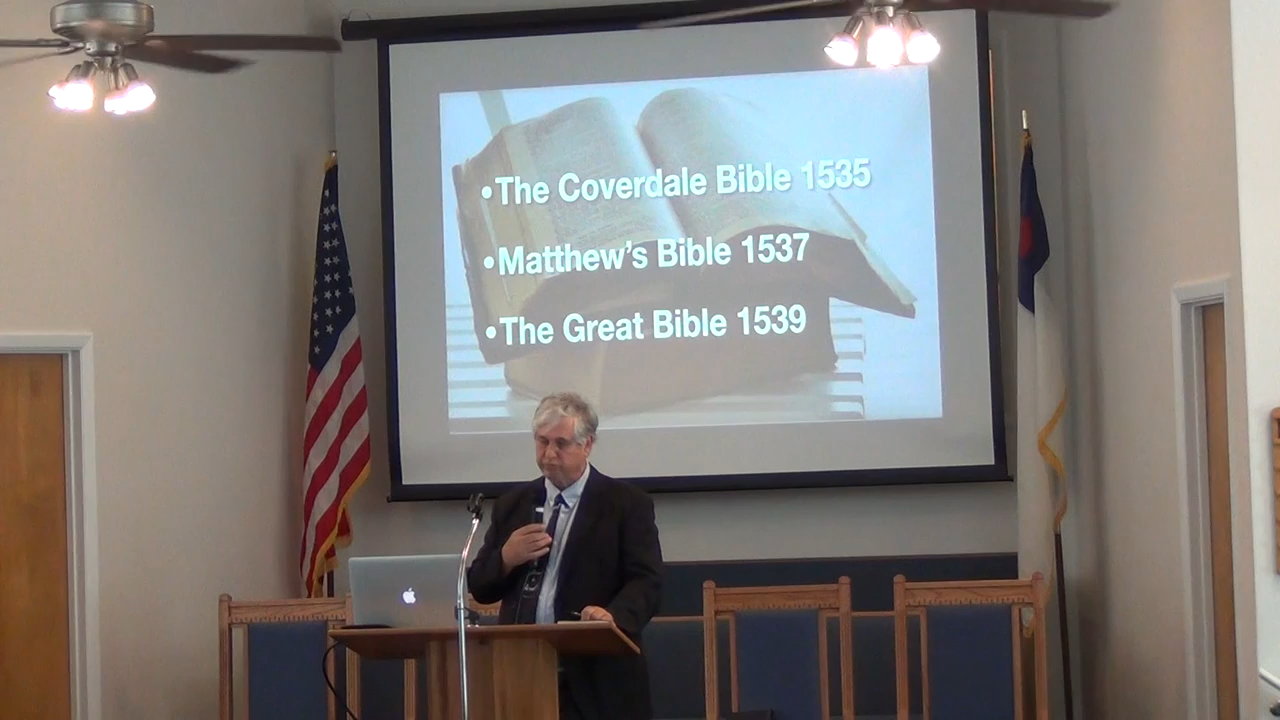 •The Coverdale Bible 1535
•Matthew’s Bible 1537
•The Great Bible 1539